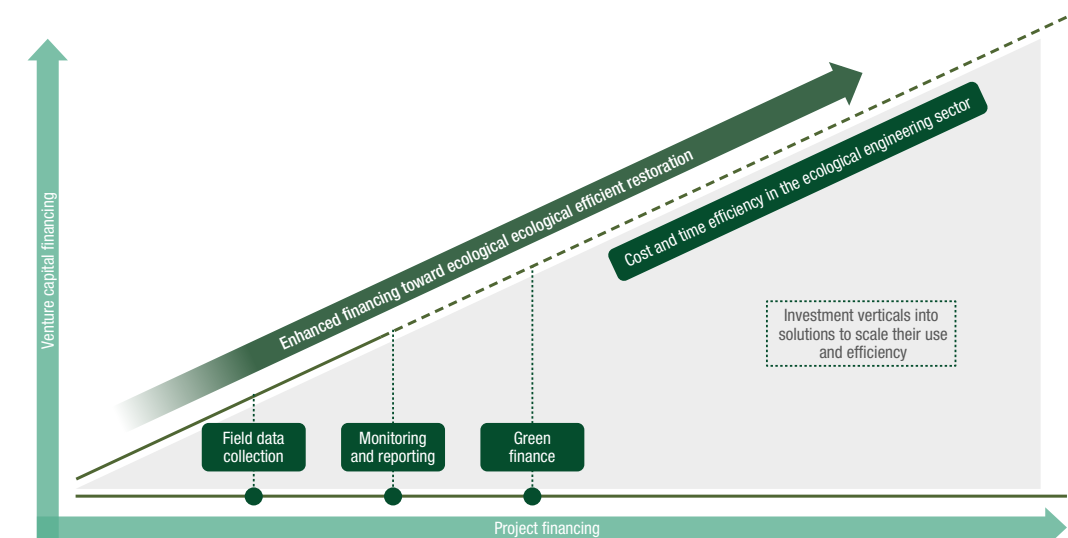 Venture capital financing
Enhanced financing toward ecological ecological efficient restoration
Cost and time efficiency in the ecological engineering sector
Investment verticals into
solutions to scale their use
and efficiency
Field data
collection
Monitoring
and reporting
Green
finance
Project financing